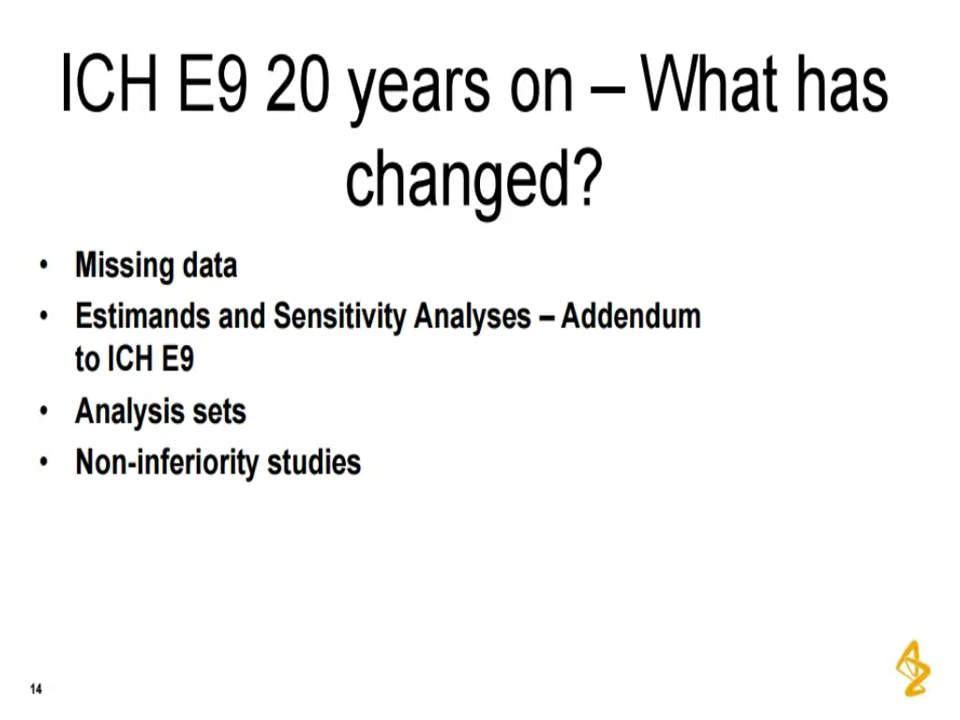 ICH E9 20 years on – What has
changed?
• Missing data
• Estimands and Sensitivity Analyses – Addendum
to ICH E9
• Analysis sets
• Non-inferiority studies
14